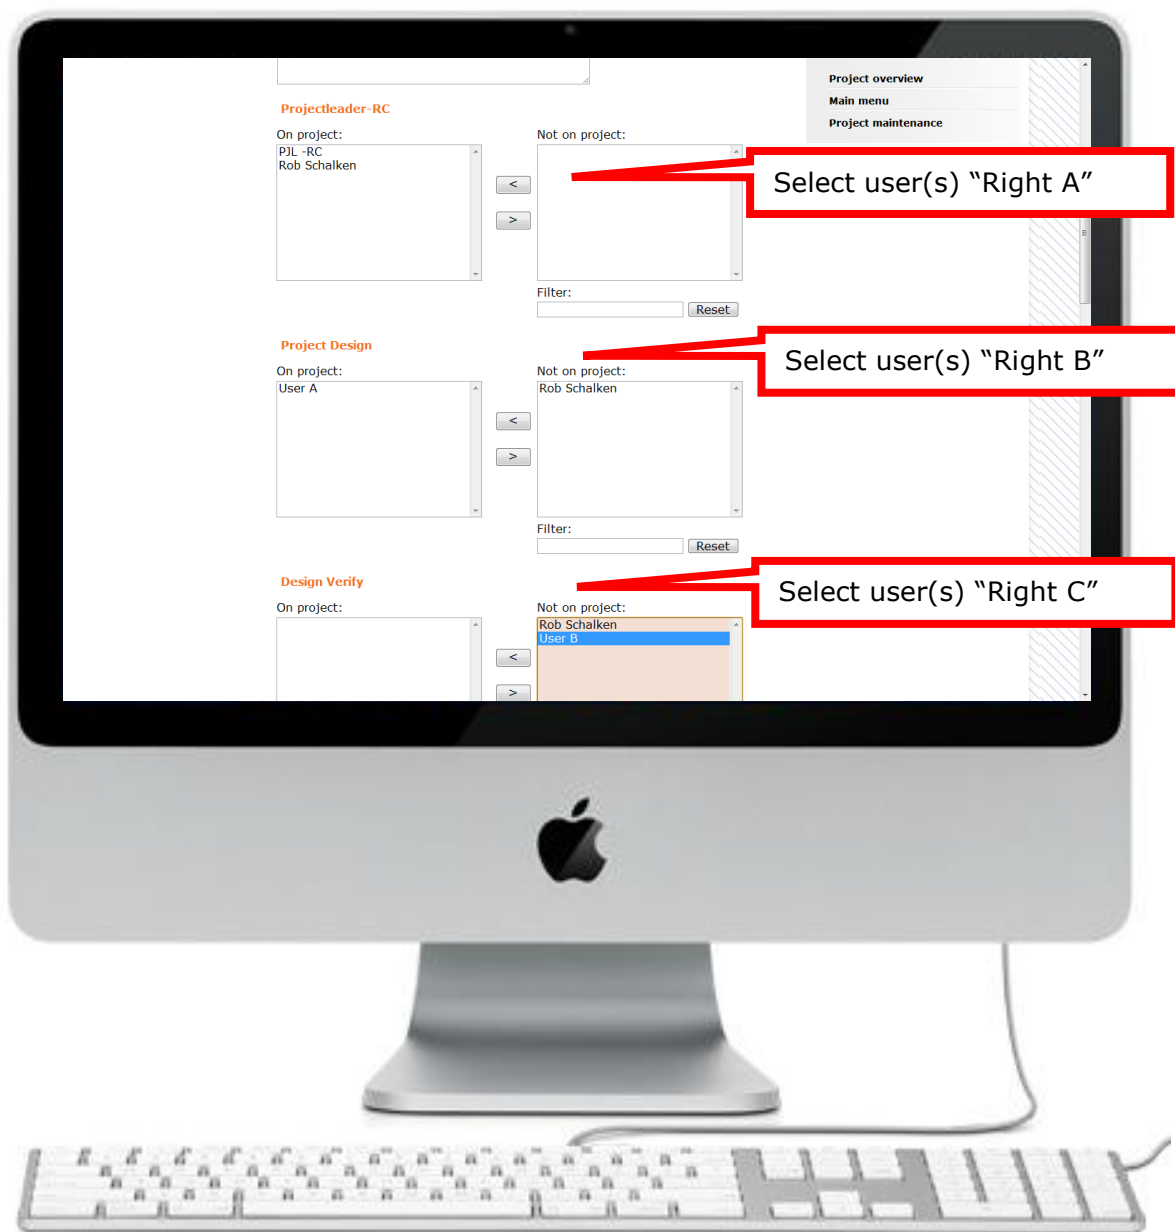 Project overview
Main menu
Project maintenance
Projectleader-RC
On project:
Not on project:
PJL -RC
Rob Schalken
<
>
Select user(s) “Right A”
Filter:
Reset
Project Design
On project:
Not on project:
User A
Rob Schalken
<
>
Select user(s) “Right B”
Filter:
Reset
Design Verify
On project:
Not on project:
Rob Schalken
User B
<
>
Select user(s) “Right C”